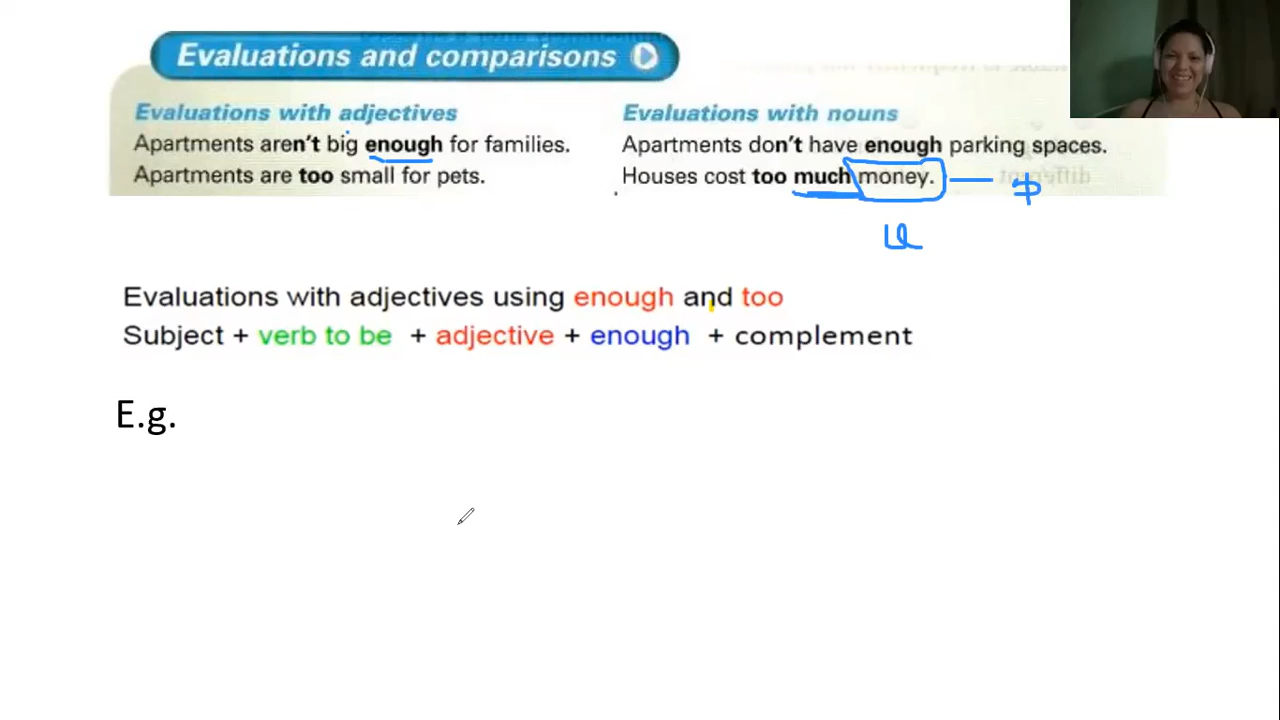 Evaluations and comparisons
Evaluations with adjectives
Apartments aren't big enough for families.
Apartments are too small for pets.
Evaluations with nouns
Apartments don't have enough parking spaces.
Houses cost too much money.
Evaluations with adjectives using enough and too
Subject + verb to be + adjective + enough + complement
E.g.